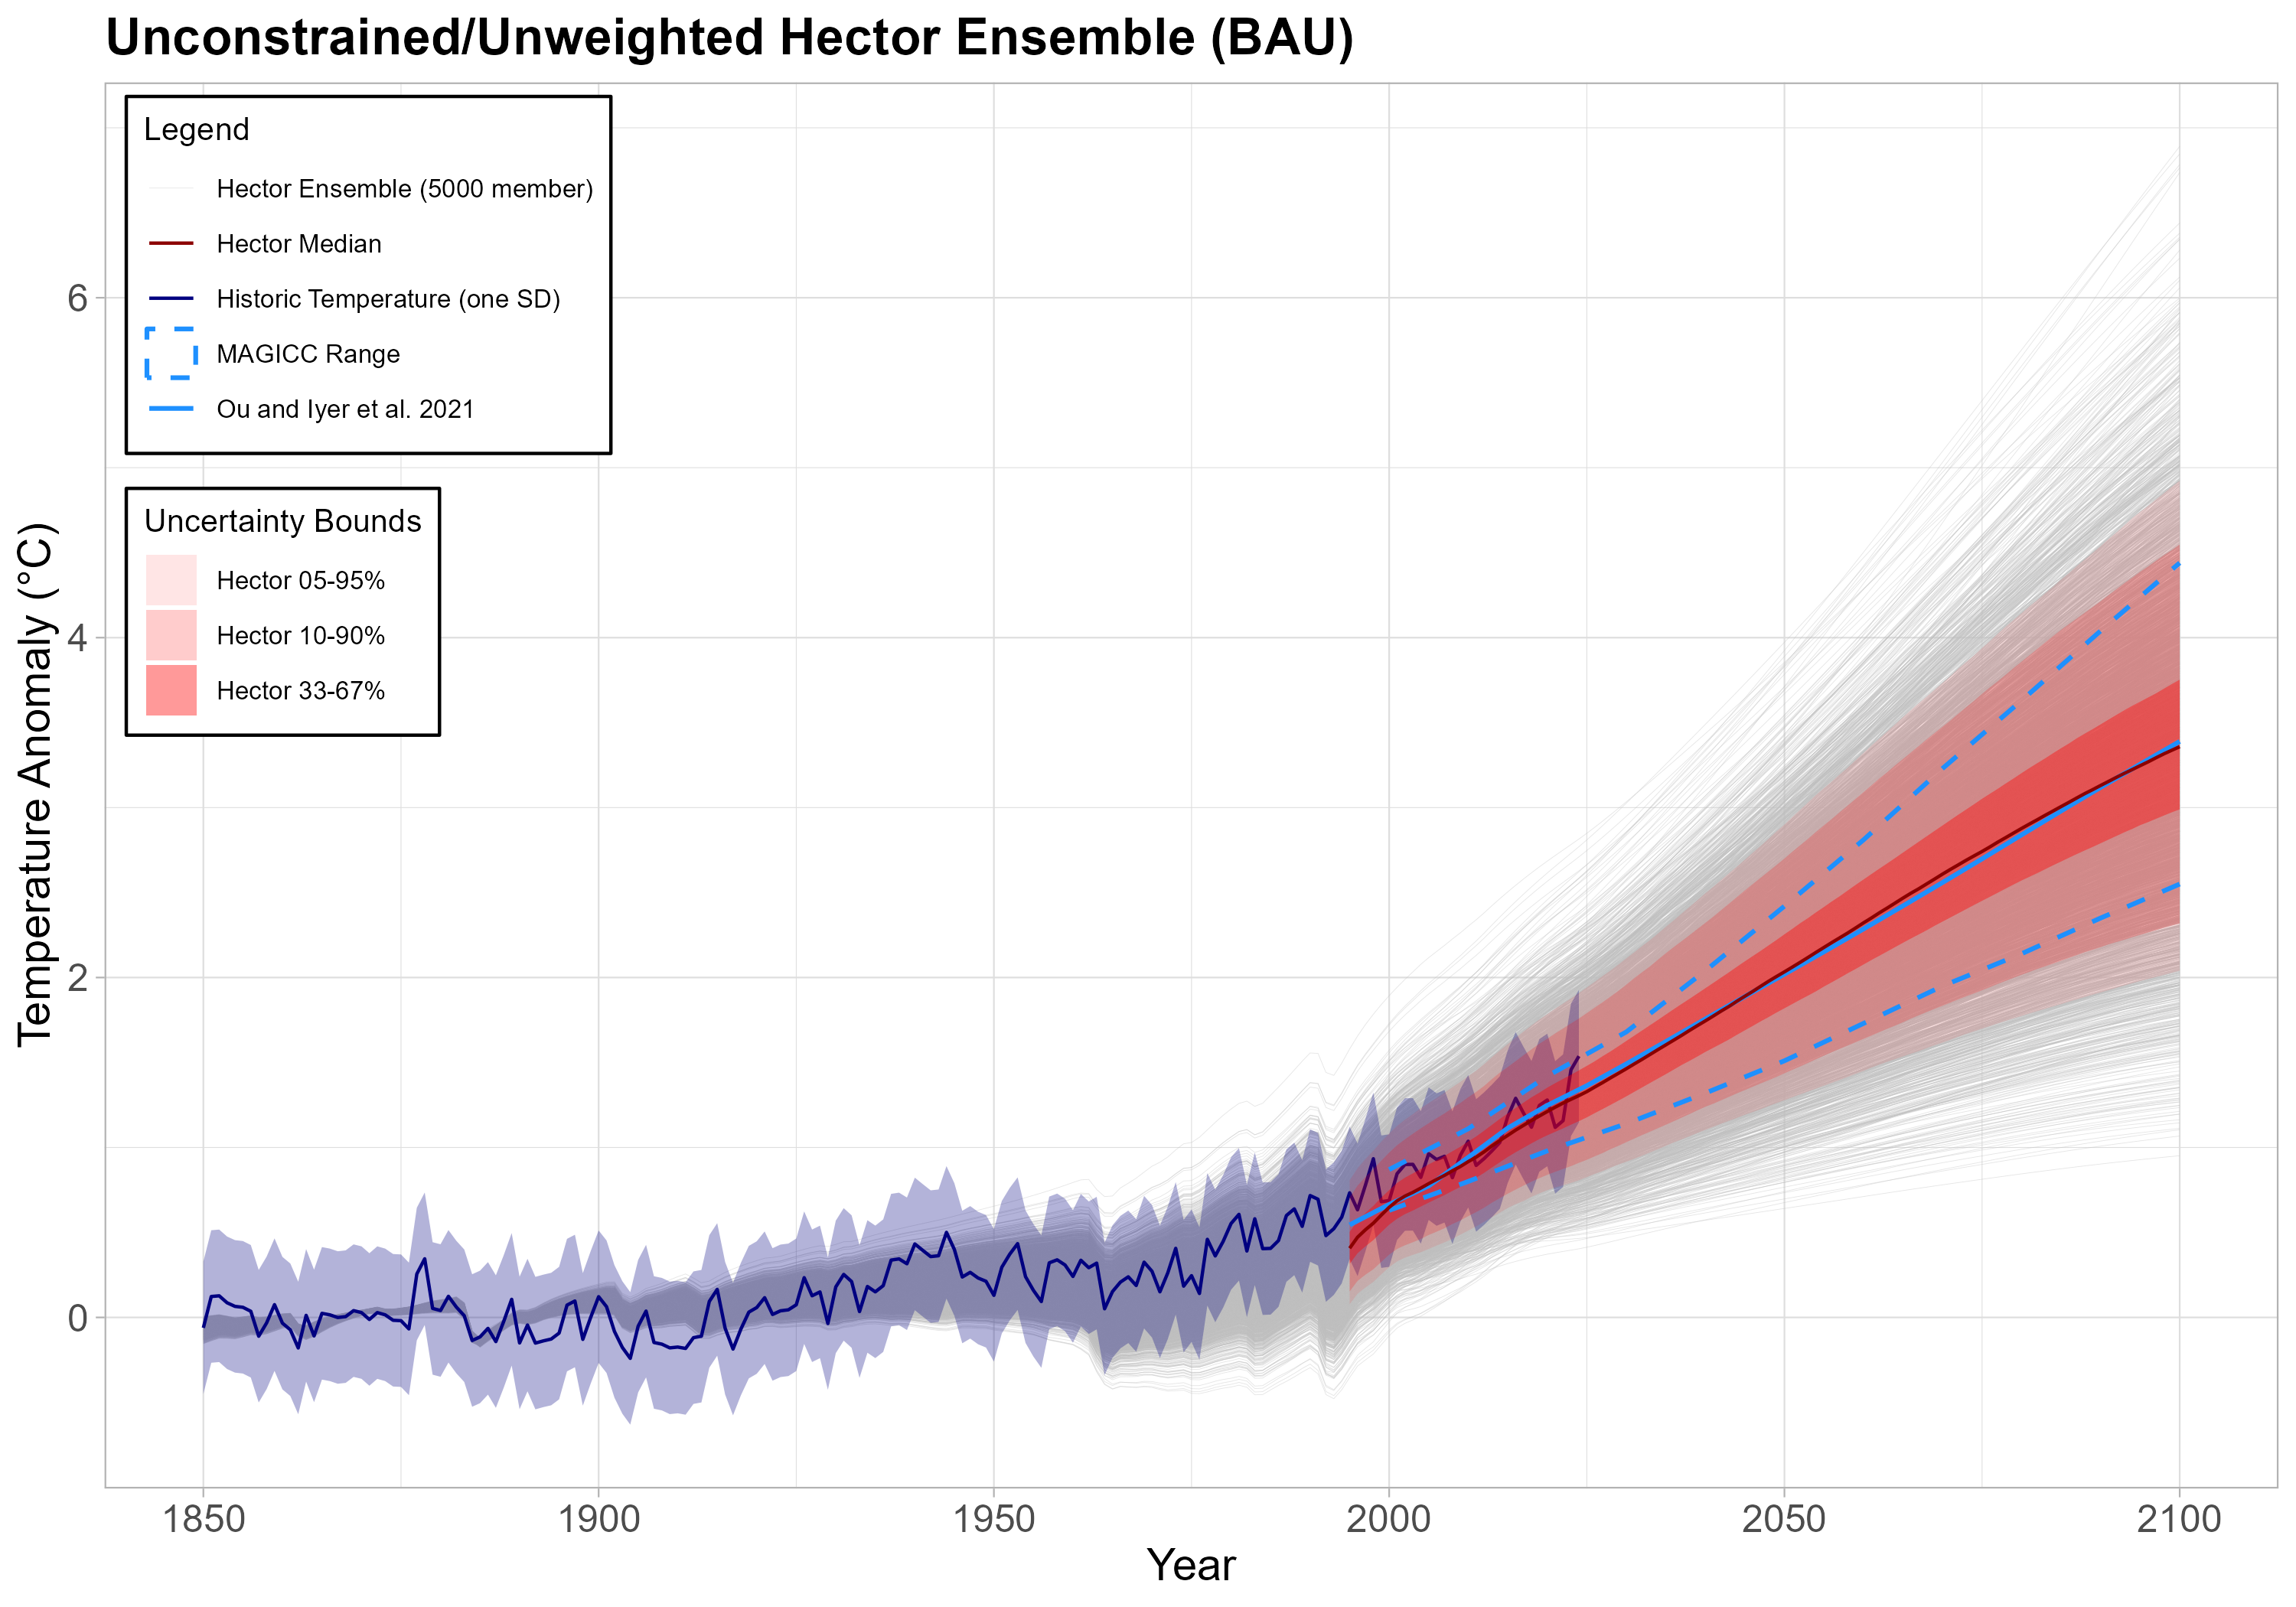 Unconstrained/Unweighted Hector Ensemble (BAU)
Legend
Hector Ensemble (5000 member)
Hector Median
Historic Temperature (one SD)
MAGICC Range
Ou and Iyer et al. 2021
Uncertainty Bounds
Hector 05-95%
Hector 10-90%
Hector 33-67%
Temperature Anomaly (°C)
6
4
2
0
1850 1900 1950 2000 2050 2100
Year